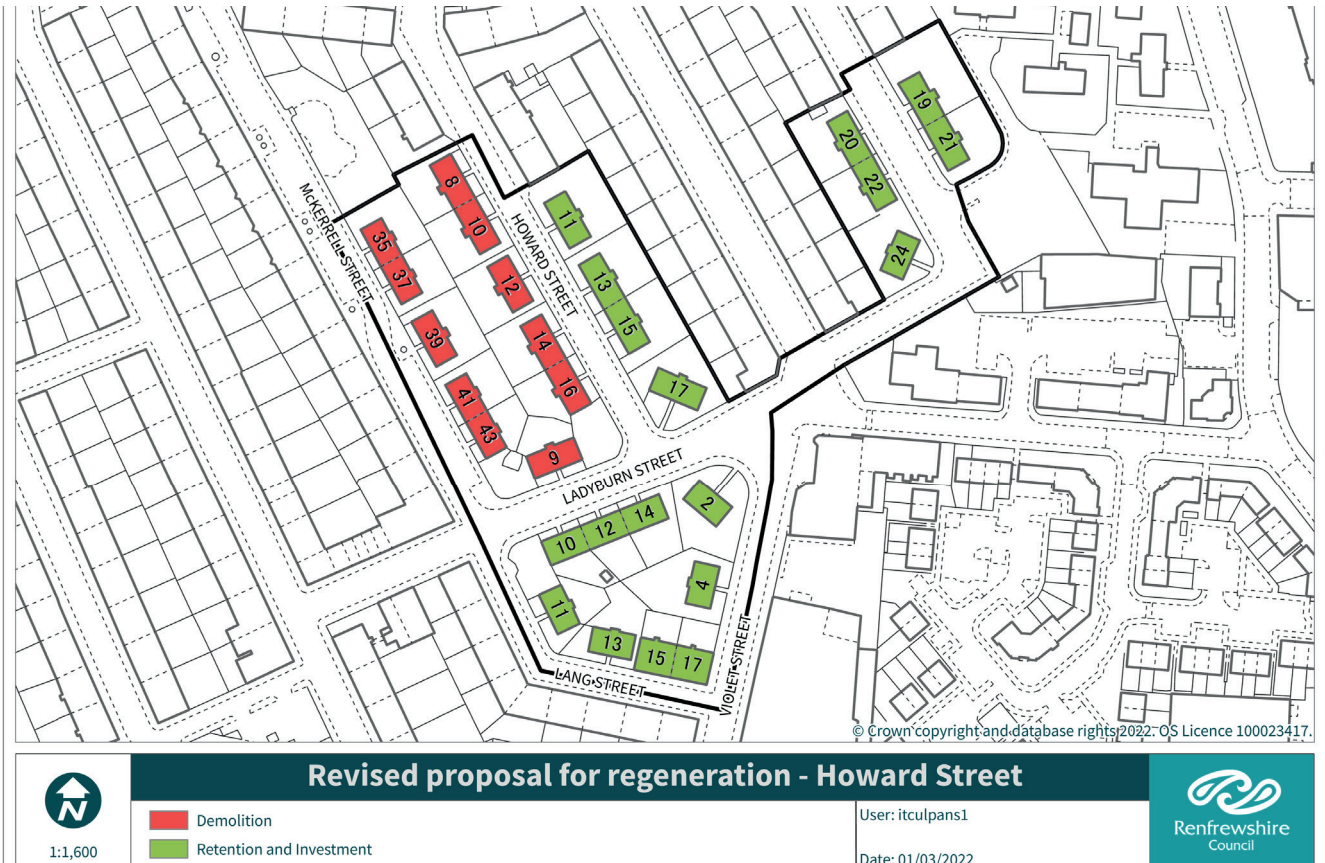 19
21
20
22
24
8
10
12
14
16
11
13
15
17
HOWARD STREET
McKERRELL STREET
35
37
39
41
43
9
LADYBURN STREET
2
10
12
14
4
11
13
15
17
LANG STREET
VIOLET STREET
© Crown copyright and database rights 2022. OS Licence 100023417.
Revised proposal for regeneration - Howard Street
N
1:1,600
Demolition
Retention and Investment
User: itculpans1
Date: 01/03/2022
Renfrewshire
Council